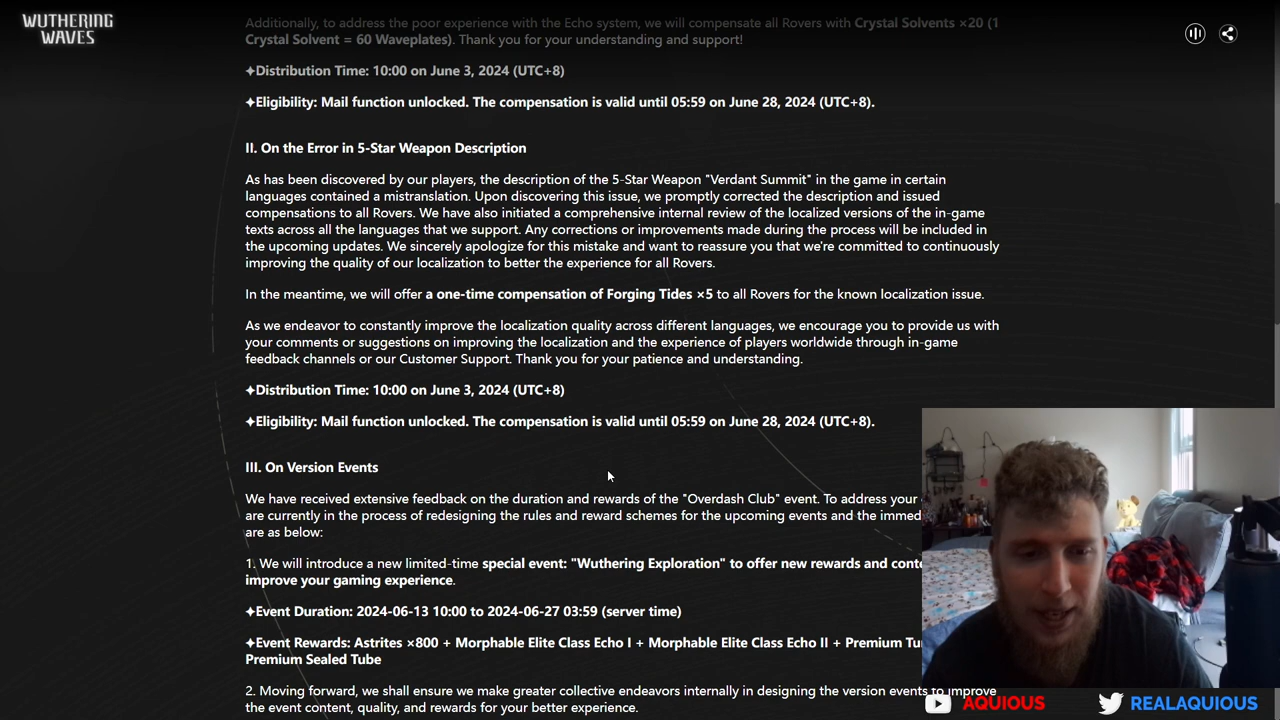 WUTHERING
WAVES
Additionally, to address the poor experience with the Echo system, we will compensate all Rovers with Crystal Solvents ×20 (1
Crystal Solvent = 60 Waveplates). Thank you for your understanding and support!
✦Distribution Time: 10:00 on June 3, 2024 (UTC+8)
✦Eligibility: Mail function unlocked. The compensation is valid until 05:59 on June 28, 2024 (UTC+8).
II. On the Error in 5-Star Weapon Description
As has been discovered by our players, the description of the 5-Star Weapon "Verdant Summit" in the game in certain
languages contained a mistranslation. Upon discovering this issue, we promptly corrected the description and issued
compensations to all Rovers. We have also initiated a comprehensive internal review of the localized versions of the in-game
texts across all the languages that we support. Any corrections or improvements made during the process will be included in
the upcoming updates. We sincerely apologize for this mistake and want to reassure you that we're committed to continuously
improving the quality of our localization to better the experience for all Rovers.
In the meantime, we will offer a one-time compensation of Forging Tides ×5 to all Rovers for the known localization issue.
As we endeavor to constantly improve the localization quality across different languages, we encourage you to provide us with
your comments or suggestions on improving the localization and the experience of players worldwide through in-game
feedback channels or our Customer Support. Thank you for your patience and understanding.
✦Distribution Time: 10:00 on June 3, 2024 (UTC+8)
✦Eligibility: Mail function unlocked. The compensation is valid until 05:59 on June 28, 2024 (UTC+8).
III. On Version Events
We have received extensive feedback on the duration and rewards of the "Overdash Club" event. To address your
are currently in the process of redesigning the rules and reward schemes for the upcoming events and the immed
are as below:
1. We will introduce a new limited-time special event: "Wuthering Exploration" to offer new rewards and conte
improve your gaming experience.
✦Event Duration: 2024-06-13 10:00 to 2024-06-27 03:59 (server time)
✦Event Rewards: Astrites ×800 + Morphable Elite Class Echo I + Morphable Elite Class Echo II + Premium Tu
Premium Sealed Tube
2. Moving forward, we shall ensure we make greater collective endeavors internally in designing the version events to improve
the event content, quality, and rewards for your better experience.
AQUIOUS
REALAQUIOUS